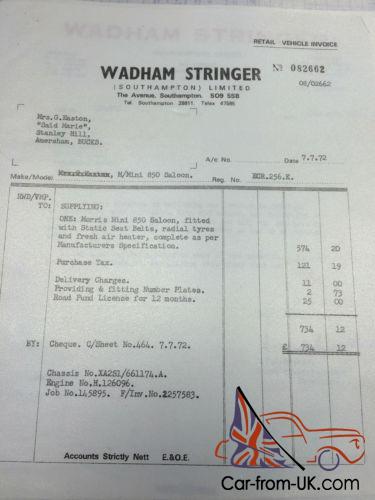 RETAIL VEHICLE INVOICE
WADHAM STRINGER
Nº 082662
(SOUTHAMPTON) LIMITED
08/02662
The Avenue, Southampton. SO9 5SB
Tel. Southampton 28811. Telex 47585
Mrs.G.Easton,
"Said Marie",
Stanley Hill,
Amersham, BUCKS.
A/c No. Date 7.7.72
Make/Model M/Mini 850 Saloon. Reg. No. ECR.256.K.
HWD/VHP.
TO: SUPPLYING:
ONE: Morris Mini 850 Saloon, fitted
with Static Seat Belts, radial tyres
and fresh air heater, complete as per
Manufacturers Specification. 574 20
Purchase Tax. 121 19
Delivery Charges. 11 00
Providing & fitting Number Plates. 2 73
Road Fund Licence for 12 months. 25 00
734 12
BY: Cheque. C/Sheet No.464. 7.7.72. £ 734 12
Chassis No.XA2S1/661174.A.
Engine No.H.126096.
Job No.145895. F/Inv.No.2257583.
Accounts Strictly Nett E.&O.E.
Car-from-UK.com